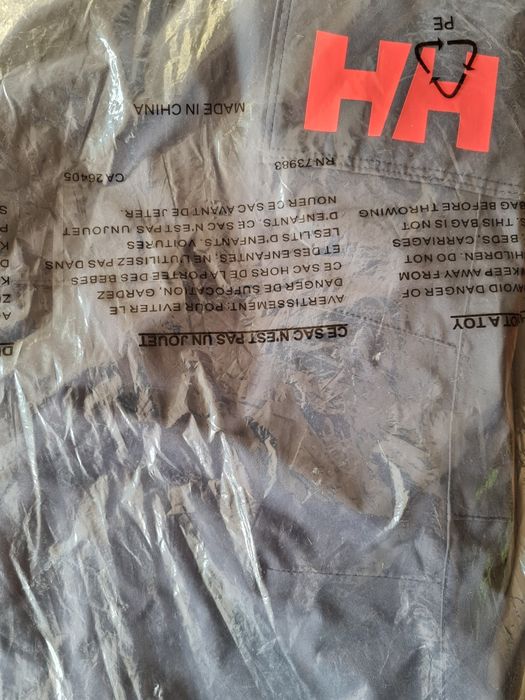 OT A TOY
AVOID DANGER OF
KEEP AWAY FROM
CHILDREN. DO NOT
BEDS, CARRIAGES
S. THIS BAG IS NOT
BAG BEFORE THROWING
CE SAC N'EST PAS UN JOUET
AVERTISSEMENT: POUR EVITER LE
DANGER DE SUFFOCATION, GARDEZ
CE SAC HORS DE LA PORTEE DES BEBES
ET DES ENFANTS, NE L'UTILISEZ PAS DANS
LES LITS D'ENFANTS, VOITURES
D'ENFANTS. CE SAC N'EST PAS UN JOUET
NOUER CE SAC AVANT DE JETER.
RN 73983
CA 26405
MADE IN CHINA
HH
PE